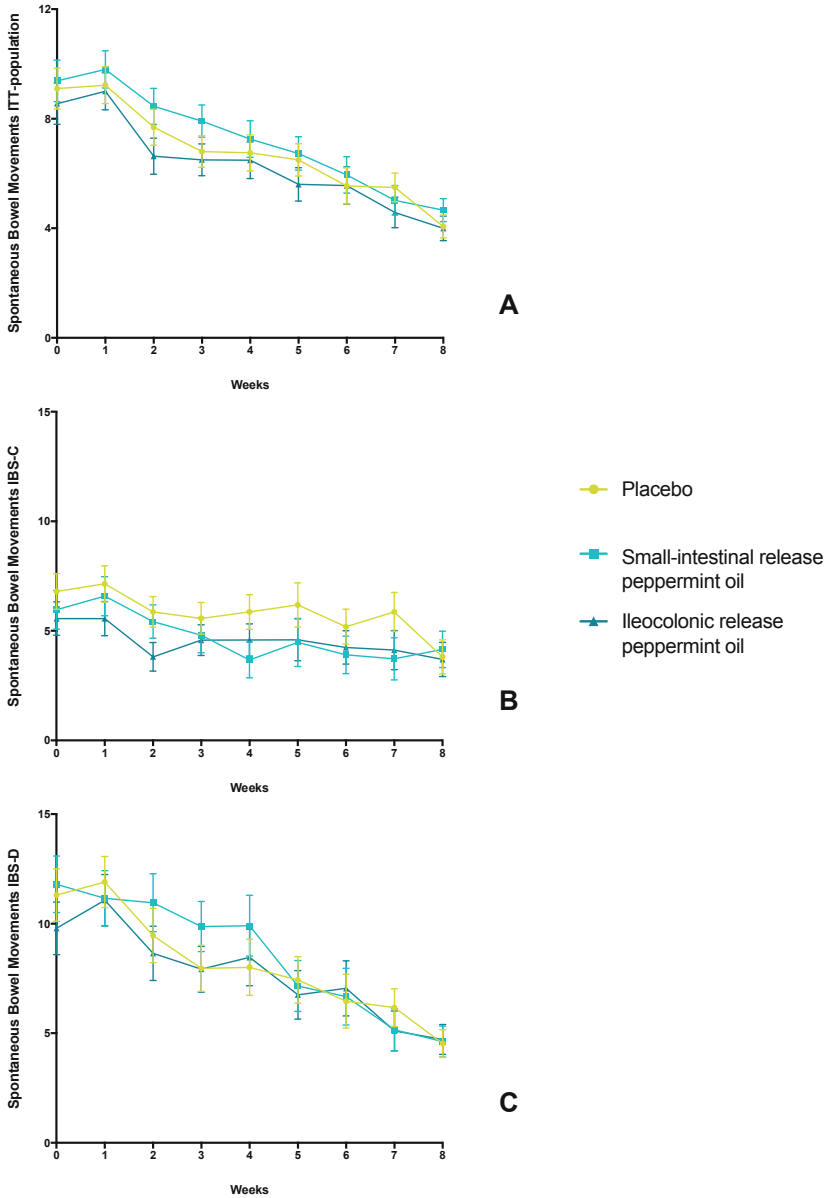 Spontaneous Bowel Movements ITT-population
12
8
4
0
0 1 2 3 4 5 6 7 8
Weeks
A
Spontaneous Bowel Movements IBS-C
15
10
5
0
0 1 2 3 4 5 6 7 8
Weeks
B
Placebo
Small-intestinal release
peppermint oil
Ileocolonic release
peppermint oil
Spontaneous Bowel Movements IBS-D
15
10
5
0
0 1 2 3 4 5 6 7 8
Weeks
C